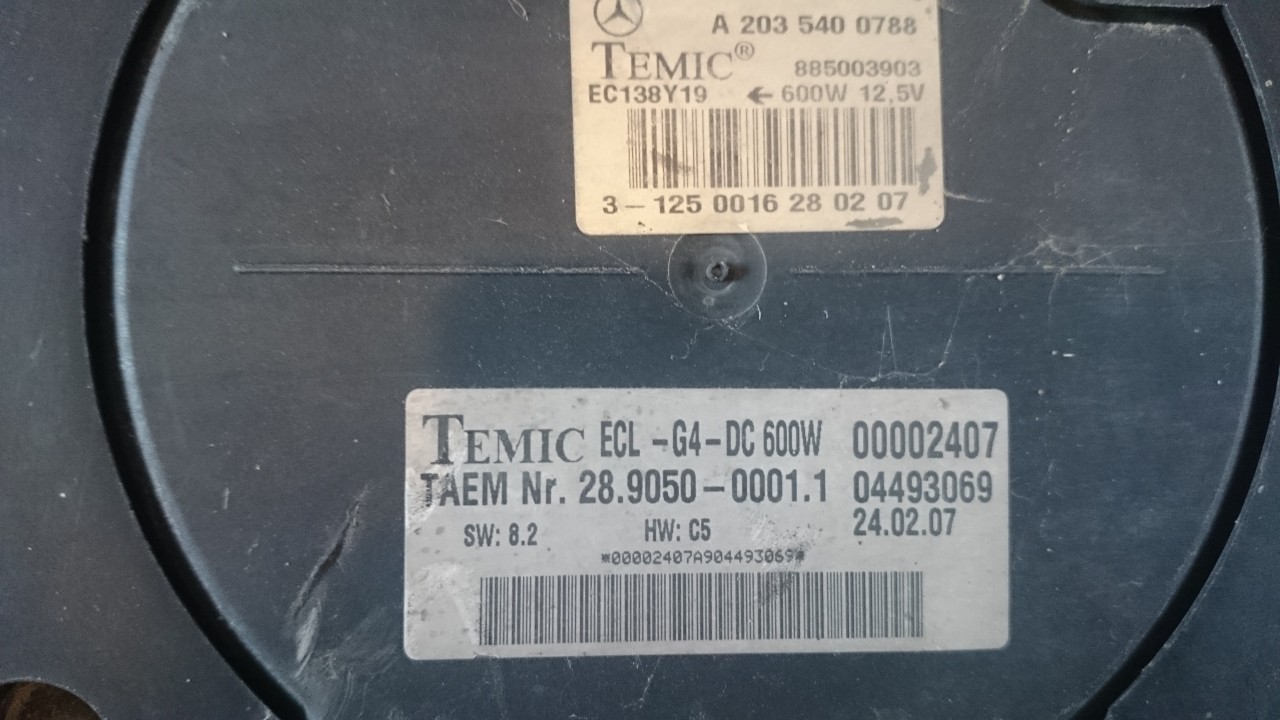 A 203 540 0788
TEMIC®
885003903
EC138Y19 ← 600W 12,5V
3 – 125 0016 28 02 07
TEMIC ECL -G4-DC 600W 00002407
TAEM Nr. 28.9050-0001.1 04493069
SW: 8.2 HW: C5 24.02.07
*00002407A904493069*